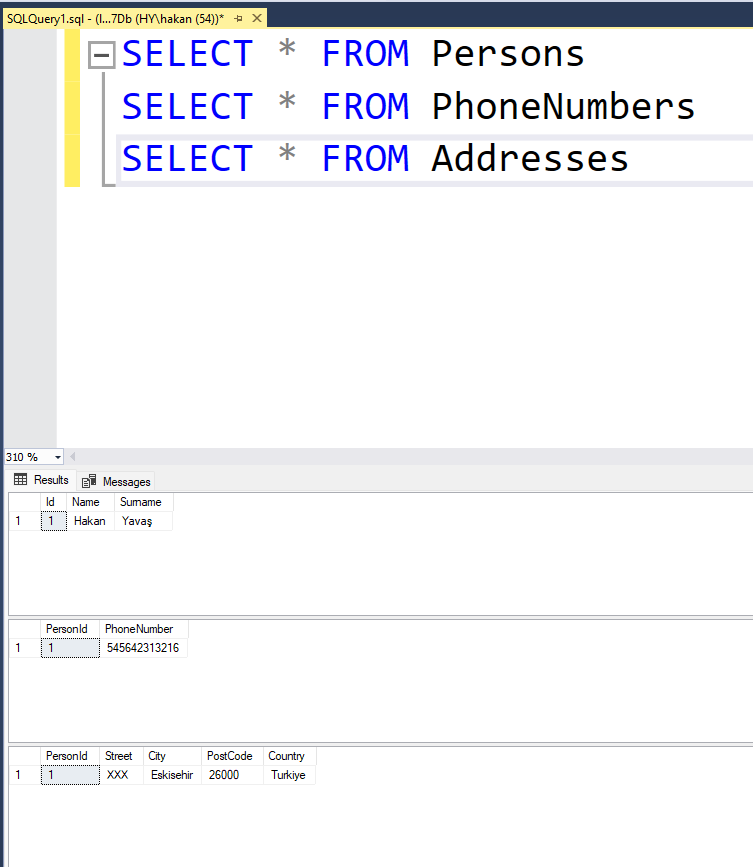 SQLQuery1.sql - (l...7Db (HY\hakan (54))*
SELECT * FROM Persons
SELECT * FROM PhoneNumbers
SELECT * FROM Addresses
310 %
Results Messages
Id Name Surname
1 1 Hakan Yavaş
PersonId PhoneNumber
1 1 545642313216
PersonId Street City PostCode Country
1 1 XXX Eskisehir 26000 Turkiye